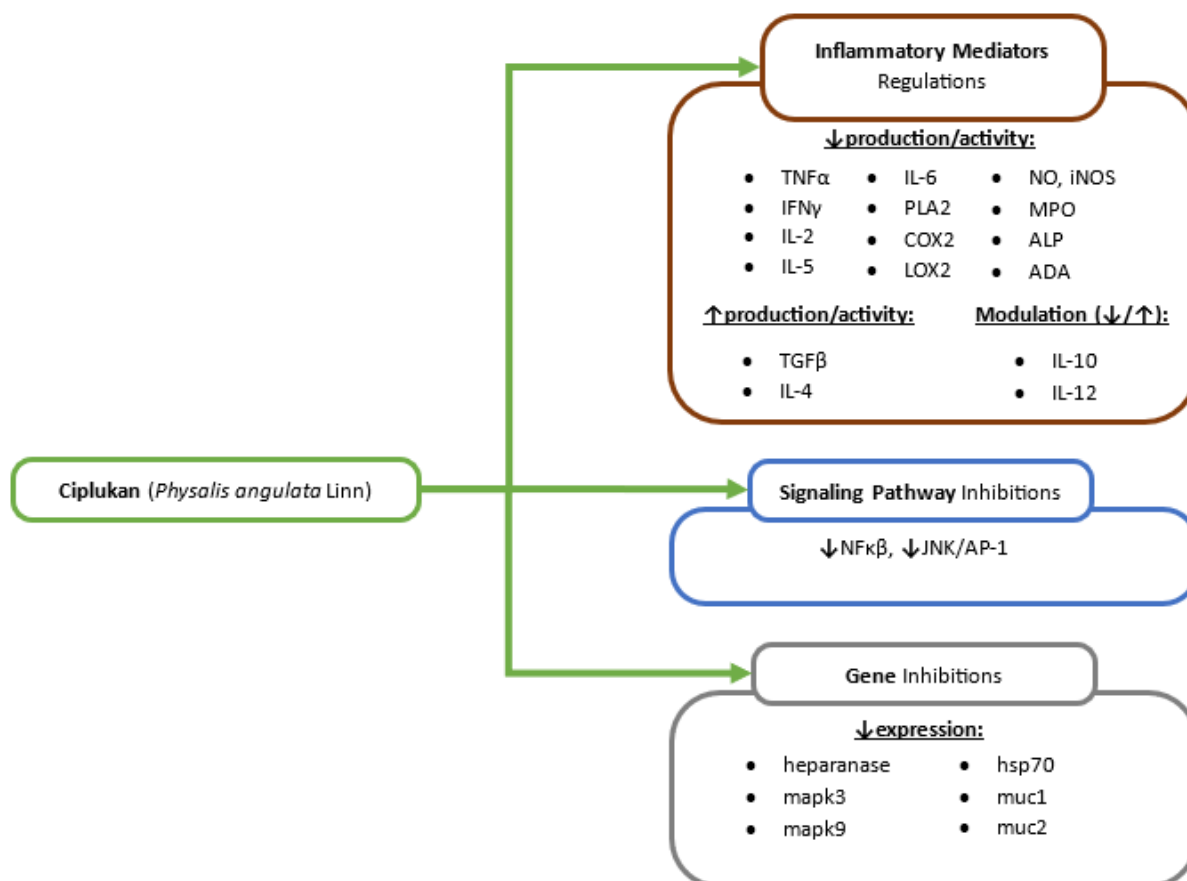 Inflammatory Mediators
Regulations
↓production/activity:
• TNFα • IL-6 • NO, iNOS
• IFNγ • PLA2 • MPO
• IL-2 • COX2 • ALP
• IL-5 • LOX2 • ADA
↑production/activity: Modulation (↓/↑):
• TGFβ • IL-10
• IL-4 • IL-12
Ciplukan (Physalis angulata Linn)
Signaling Pathway Inhibitions
↓NFκβ, ↓JNK/AP-1
Gene Inhibitions
↓expression:
• heparanase • hsp70
• mapk3 • muc1
• mapk9 • muc2